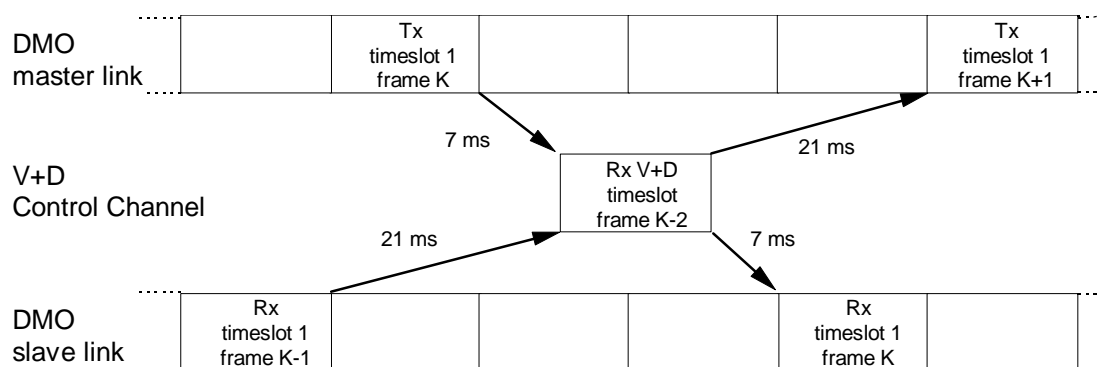 DMO
master link
Tx
timeslot 1
frame K
Tx
timeslot 1
frame K+1
7 ms
21 ms
V+D
Control Channel
Rx V+D
timeslot
frame K-2
21 ms
7 ms
DMO
slave link
Rx
timeslot 1
frame K-1
Rx
timeslot 1
frame K